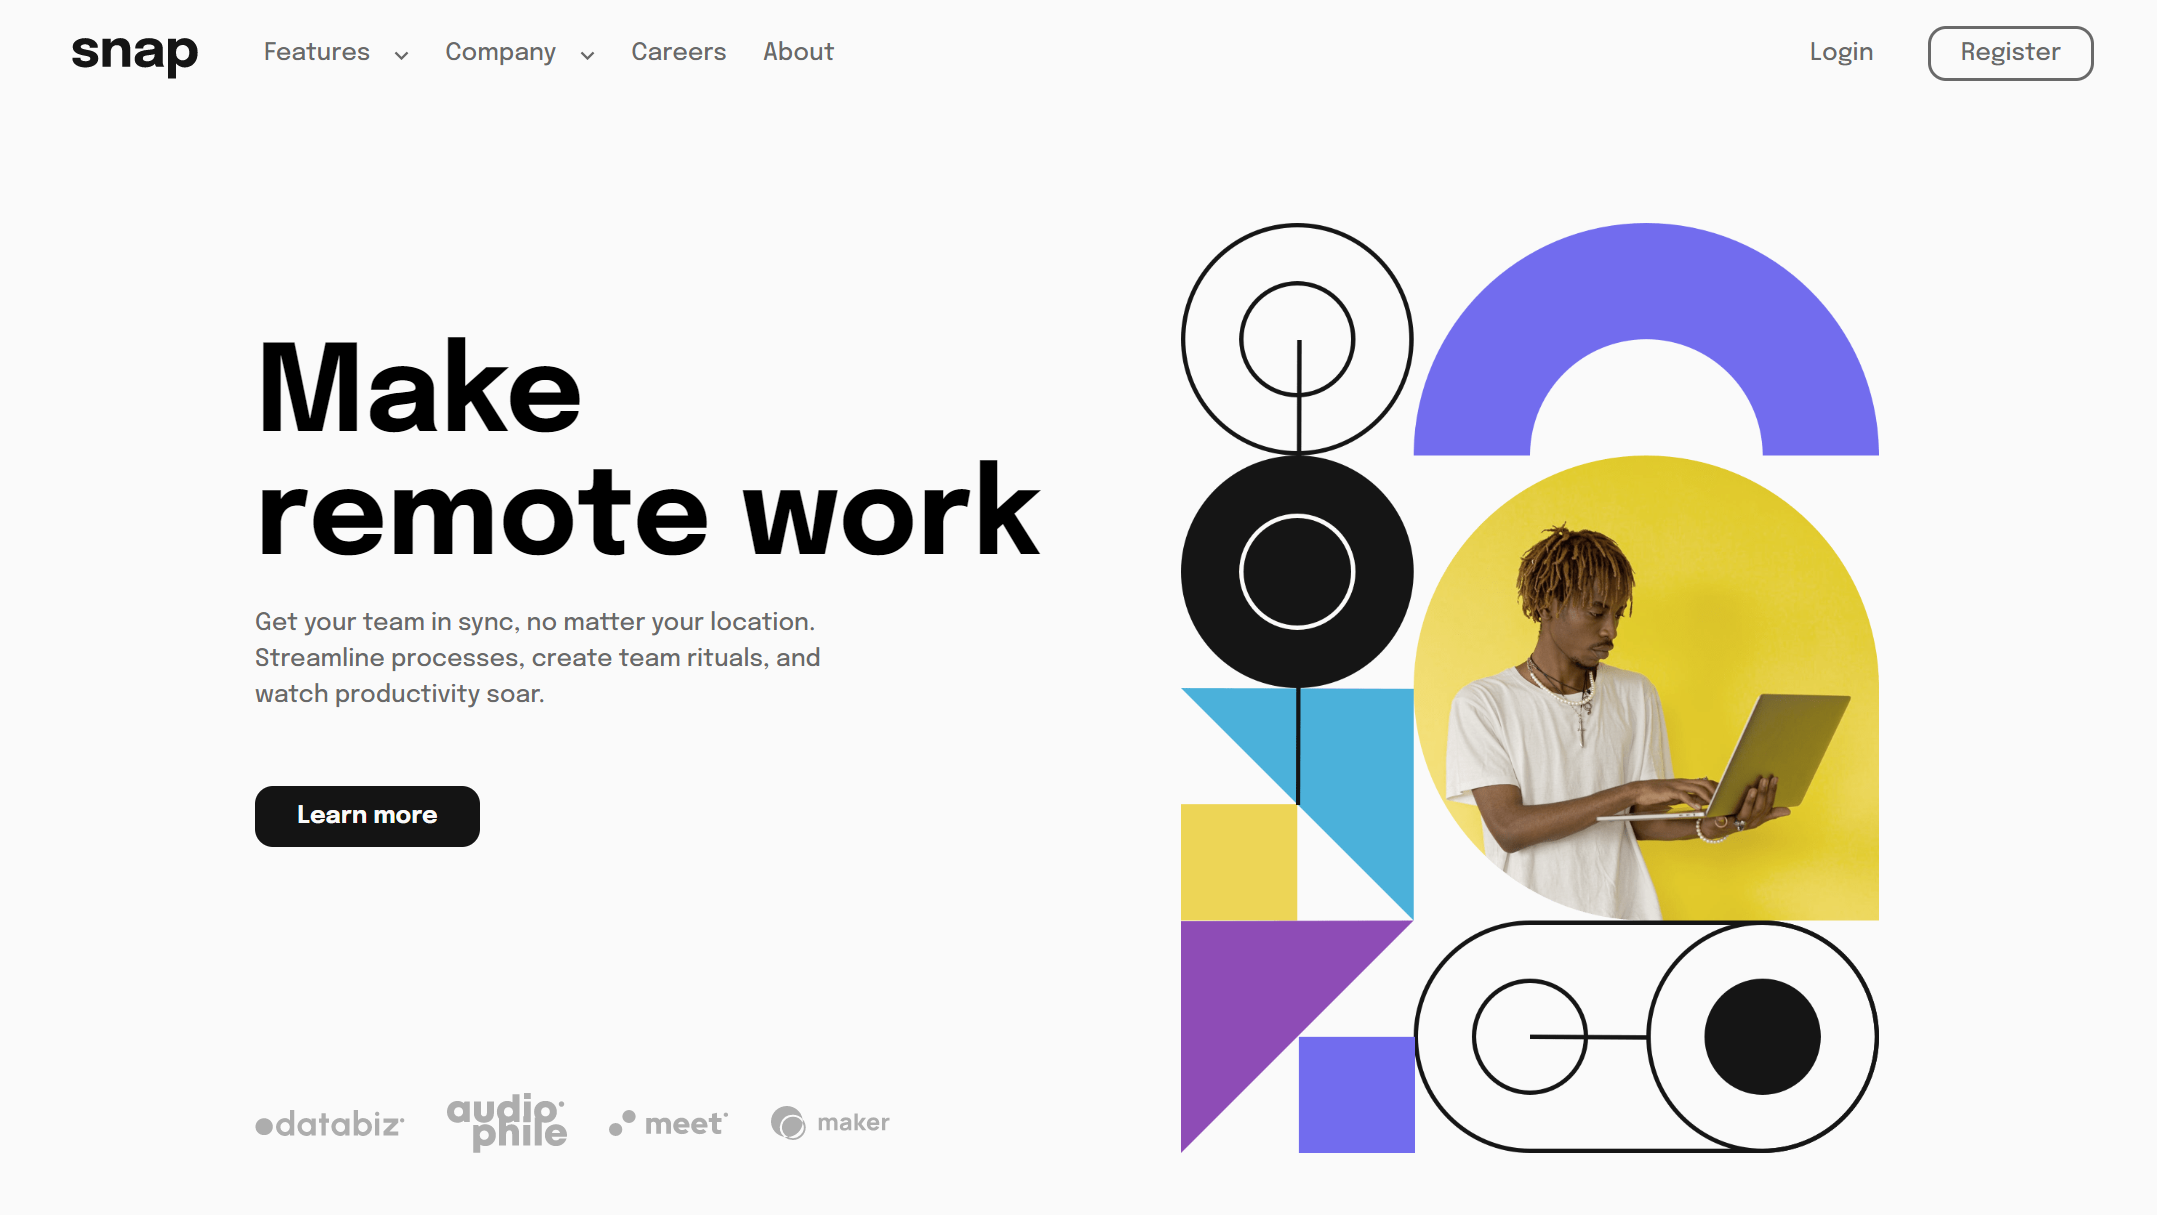 snap Features Company Careers About Login Register
Make
remote work
Get your team in sync, no matter your location.
Streamline processes, create team rituals, and
watch productivity soar.
Learn more
databiz audiophile meet maker